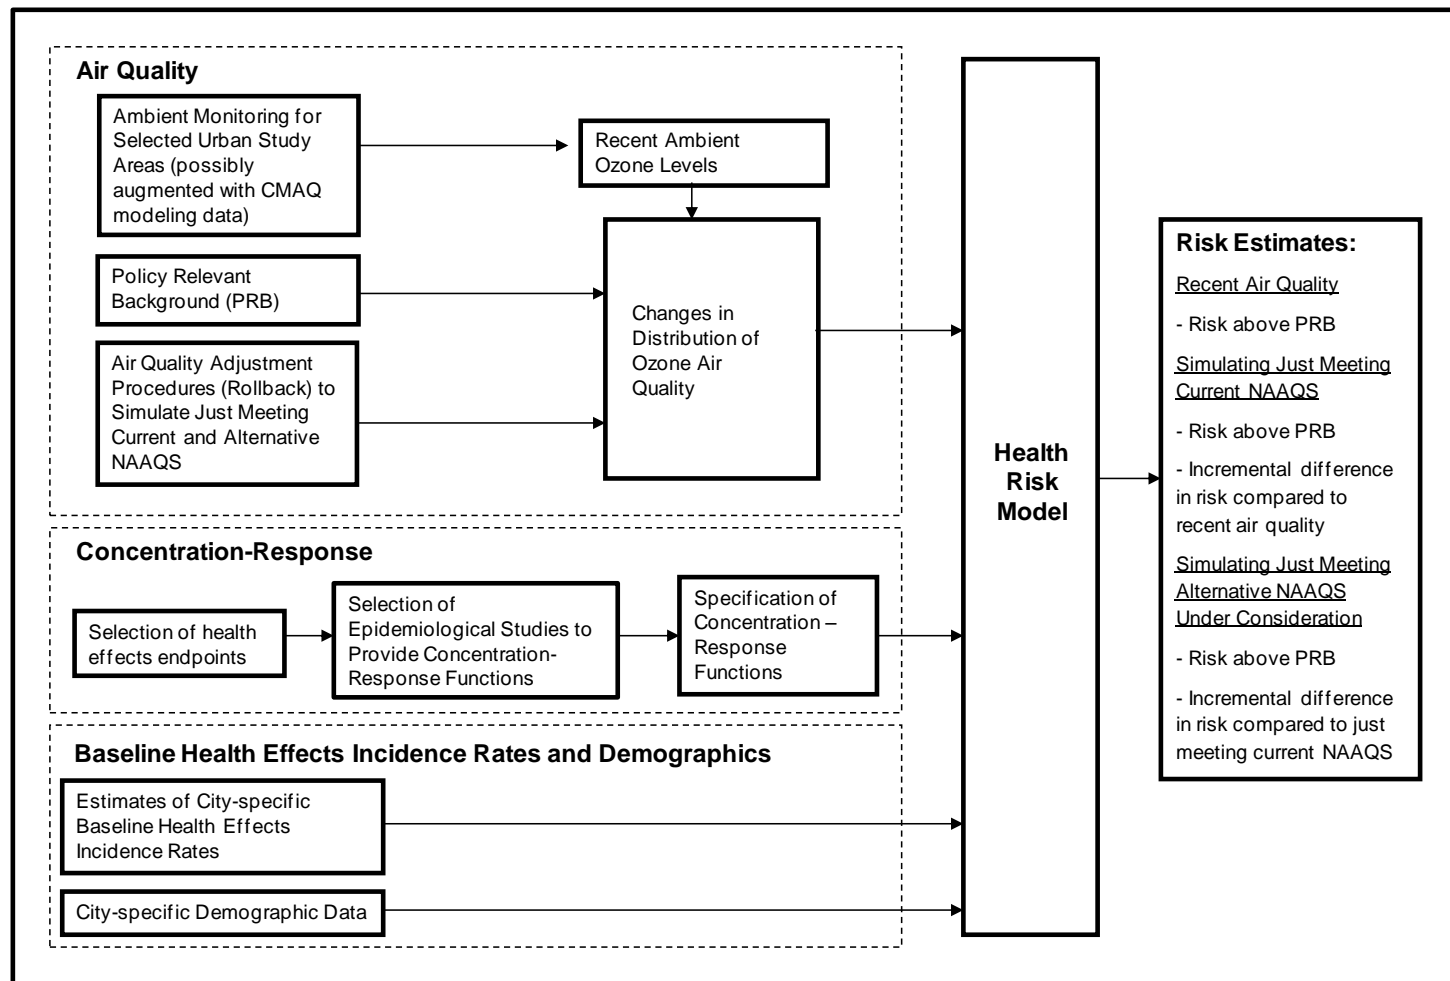 Air Quality
Ambient Monitoring for
Selected Urban Study
Areas (possibly
augmented with CMAQ
modeling data)
Recent Ambient
Ozone Levels
Policy Relevant
Background (PRB)
Air Quality Adjustment
Procedures (Rollback) to
Simulate Just Meeting
Current and Alternative
NAAQS
Changes in
Distribution of
Ozone Air
Quality
Concentration-Response
Selection of health
effects endpoints
Selection of
Epidemiological Studies to
Provide Concentration-
Response Functions
Specification of
Concentration –
Response
Functions
Baseline Health Effects Incidence Rates and Demographics
Estimates of City-specific
Baseline Health Effects
Incidence Rates
City-specific Demographic Data
Health
Risk
Model
Risk Estimates:
Recent Air Quality
- Risk above PRB
Simulating Just Meeting
Current NAAQS
- Risk above PRB
- Incremental difference
in risk compared to
recent air quality
Simulating Just Meeting
Alternative NAAQS
Under Consideration
- Risk above PRB
- Incremental difference
in risk compared to just
meeting current NAAQS